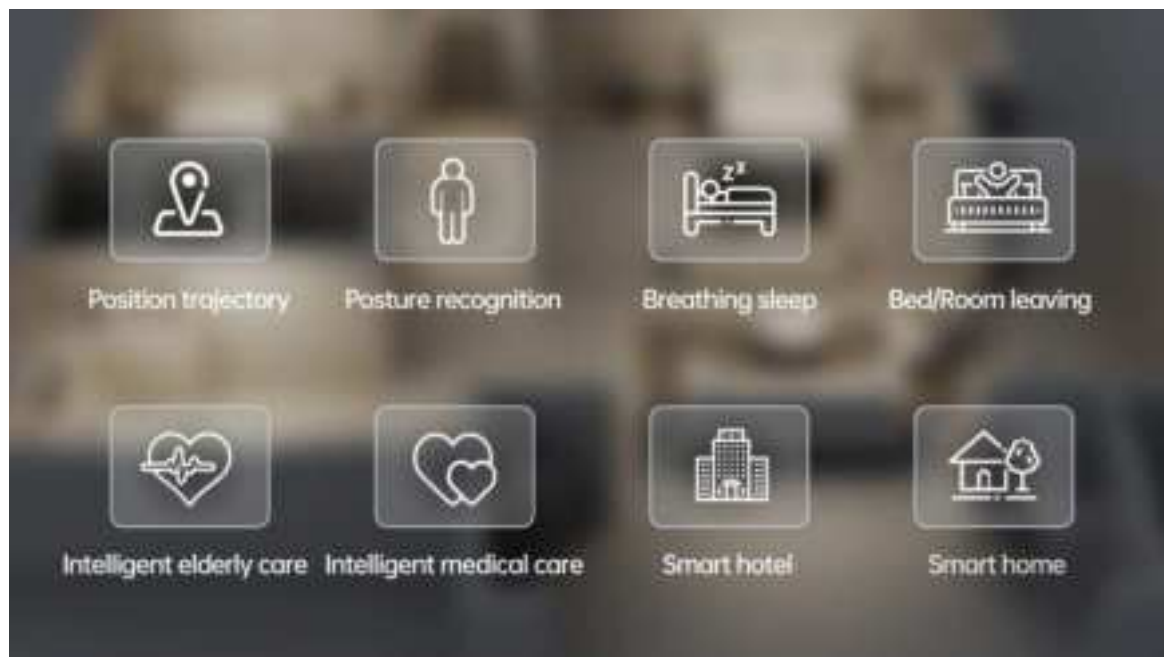 Position trajectory
Posture recognition
Breathing sleep
Bed/Room leaving
Intelligent elderly care
Intelligent medical care
Smart hotel
Smart home